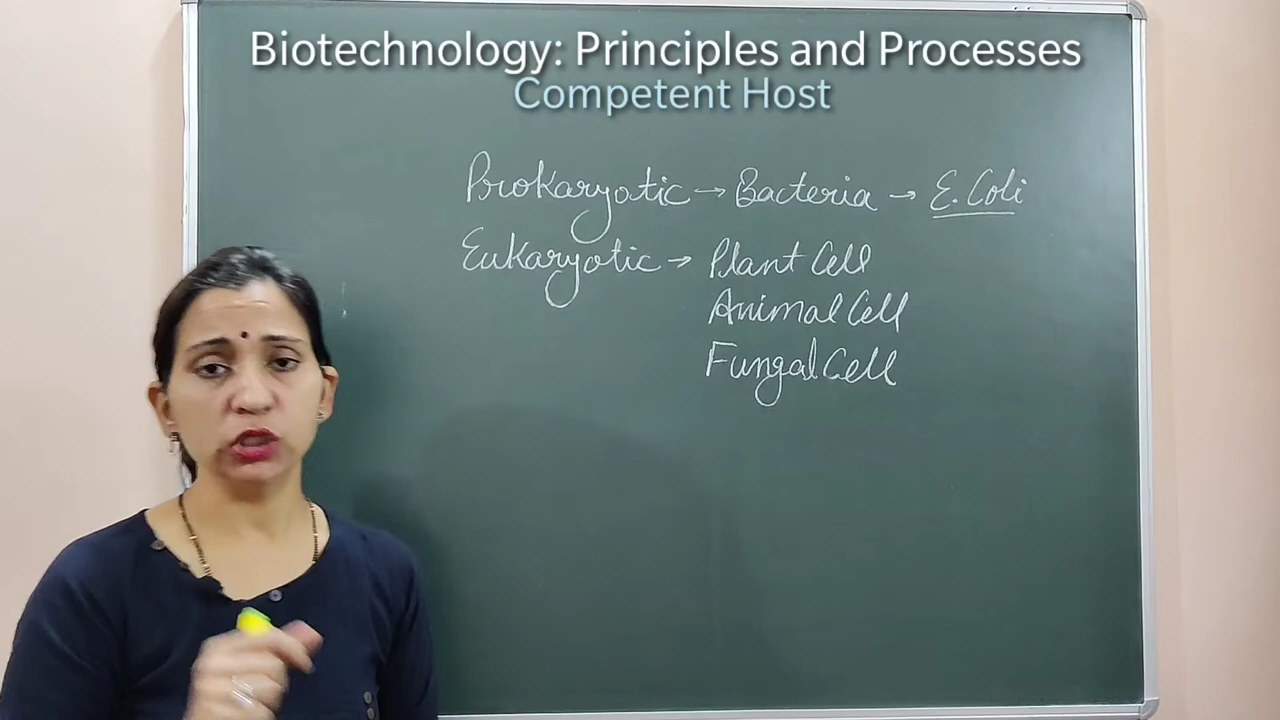 Biotechnology: Principles and Processes
Competent Host
Prokaryotic → Bacteria → E. Coli
Eukaryotic → Plant Cell
Animal Cell
Fungal Cell